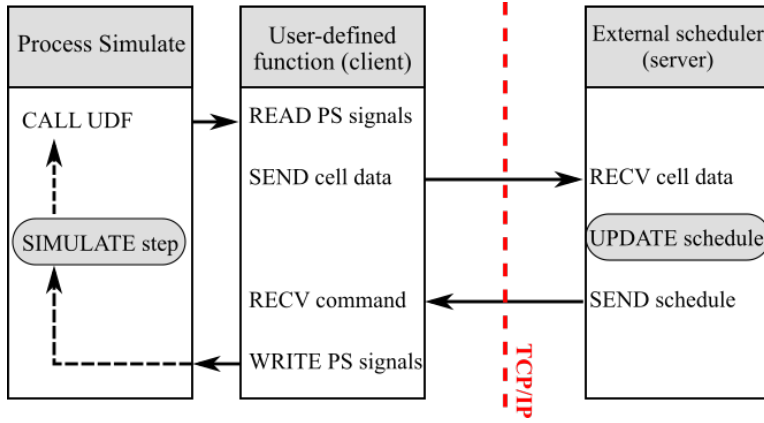 Process Simulate
CALL UDF
SIMULATE step
User-defined
function (client)
READ PS signals
SEND cell data
RECV command
WRITE PS signals
TCP/IP
External scheduler
(server)
RECV cell data
UPDATE schedule
SEND schedule